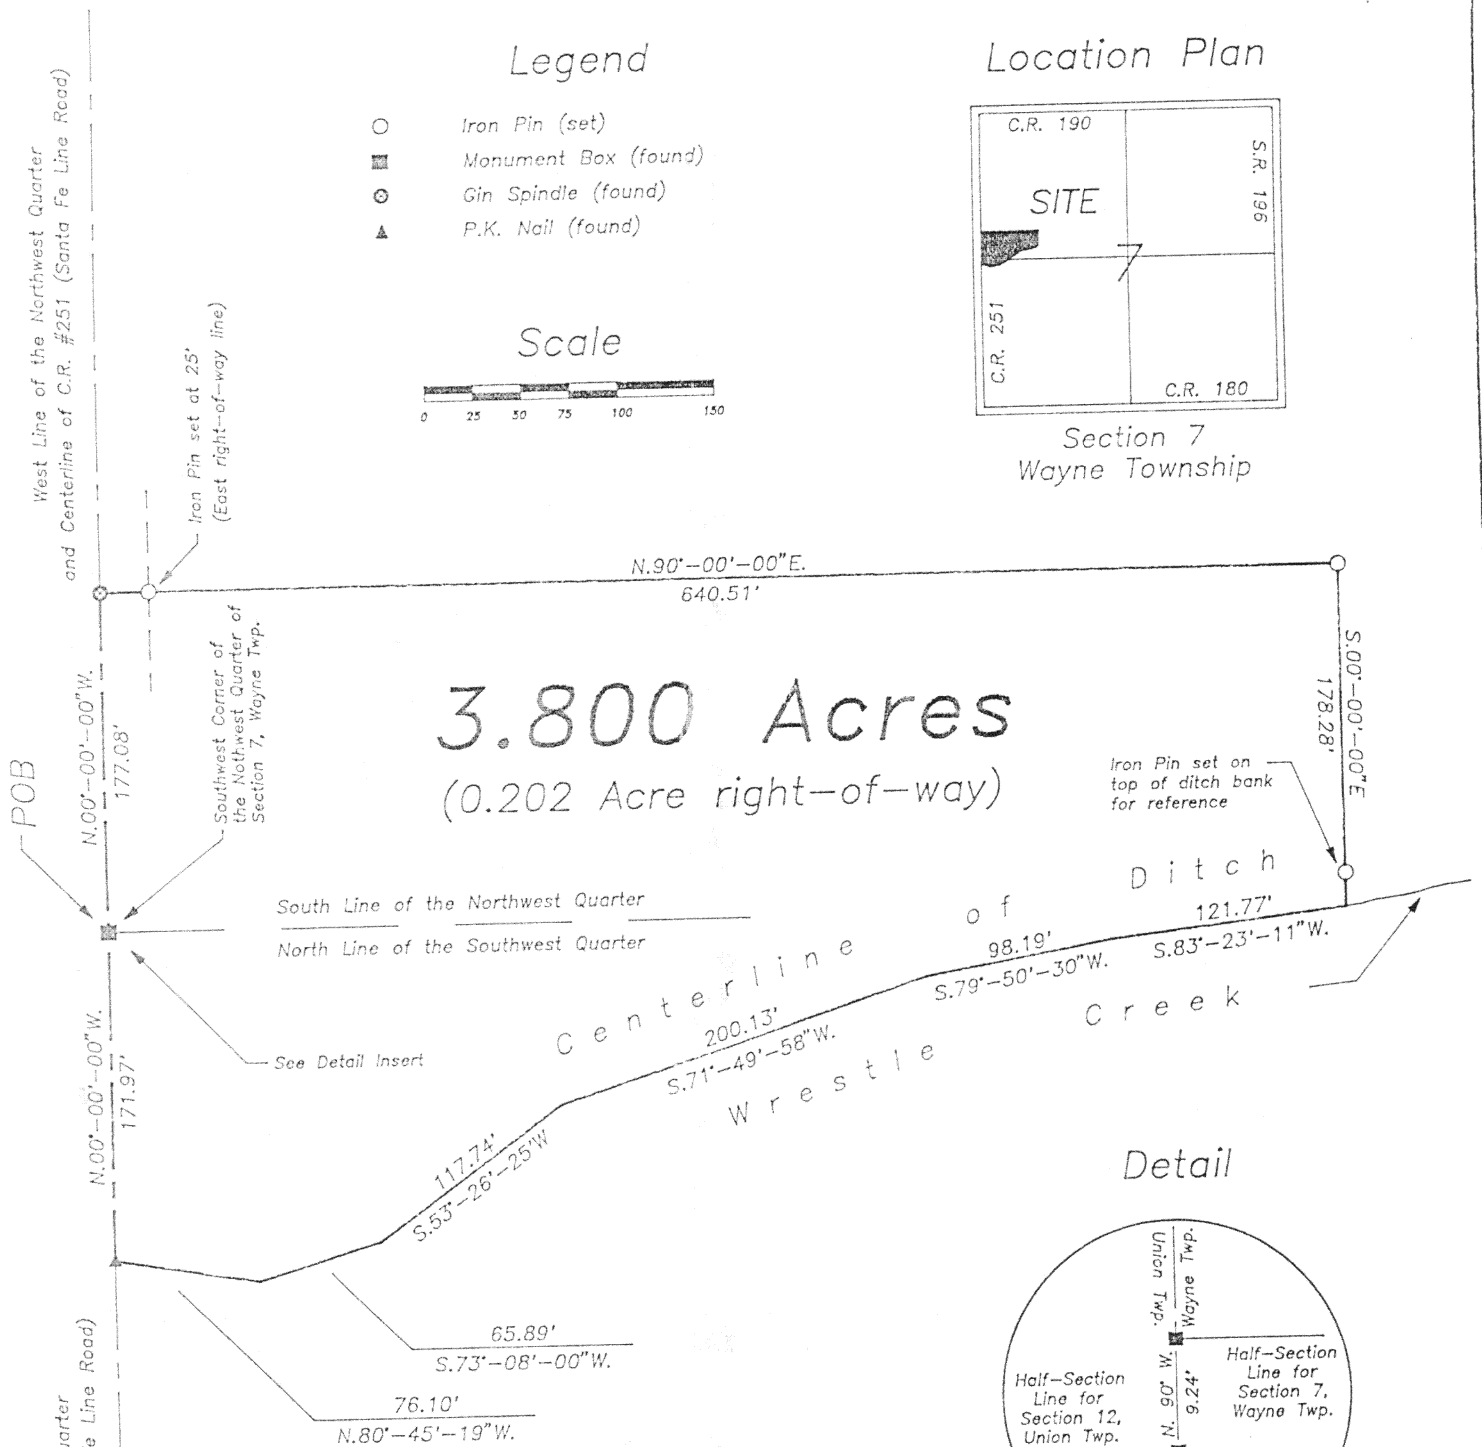 Legend
Iron Pin (set)
Monument Box (found)
Gin Spindle (found)
P.K. Nail (found)
Scale
0 25 50 75 100 150
Location Plan
C.R. 190
S.R. 196
SITE
7
C.R. 251
C.R. 180
Section 7
Wayne Township
West Line of the Northwest Quarter
and Centerline of C.R. #251 (Santa Fe Line Road)
Iron Pin set at 25'
(East right-of-way line)
N.90°-00'-00"E.
640.51'
S.00°-00'-00"E
178.28'
N.00°-00'-00"W.
177.08'
Southwest Corner of
the Nothwest Quarter of
Section 7, Wayne Twp.
POB
3.800 Acres
(0.202 Acre right-of-way)
Iron Pin set on
top of ditch bank
for reference
South Line of the Northwest Quarter
North Line of the Southwest Quarter
Centerline of Ditch
121.77'
S.83°-23'-11"W.
98.19'
S.79°-50'-30"W.
200.13'
S.71°-49'-58"W.
Wrestle Creek
See Detail Insert
N.00°-00'-00"W.
171.97'
117.74'
S.53°-26'-25'W
65.89'
S.73°-08'-00"W.
76.10'
N.80°-45'-19"W.
uarter
e Line Road)
Detail
Union Twp.
Wayne Twp.
Half-Section
Line for
Section 12,
Union Twp.
N. 90° W.
9.24'
Half-Section
Line for
Section 7,
Wayne Twp.